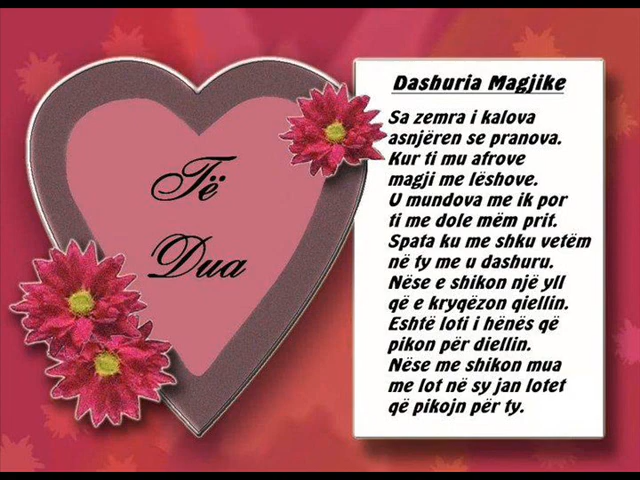 Të
Dua
Dashuria Magjike
Sa zemra i kalova
asnjëren se pranova.
Kur ti mu afrove
magji me lëshove.
U mundova me ik por
ti me dole mëm prit.
Spata ku me shku vetëm
në ty me u dashuru.
Nëse e shikon një yll
që e kryqëzon qiellin.
Eshtë loti i hënës që
pikon për diellin.
Nëse me shikon mua
me lot në sy jan lotet
që pikojn për ty.